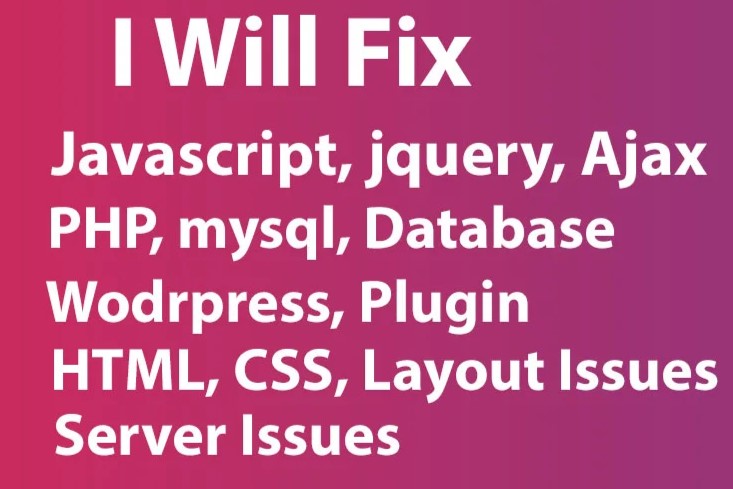 I Will Fix
Javascript, jquery, Ajax
PHP, mysql, Database
Wodrpress, Plugin
HTML, CSS, Layout Issues
Server Issues